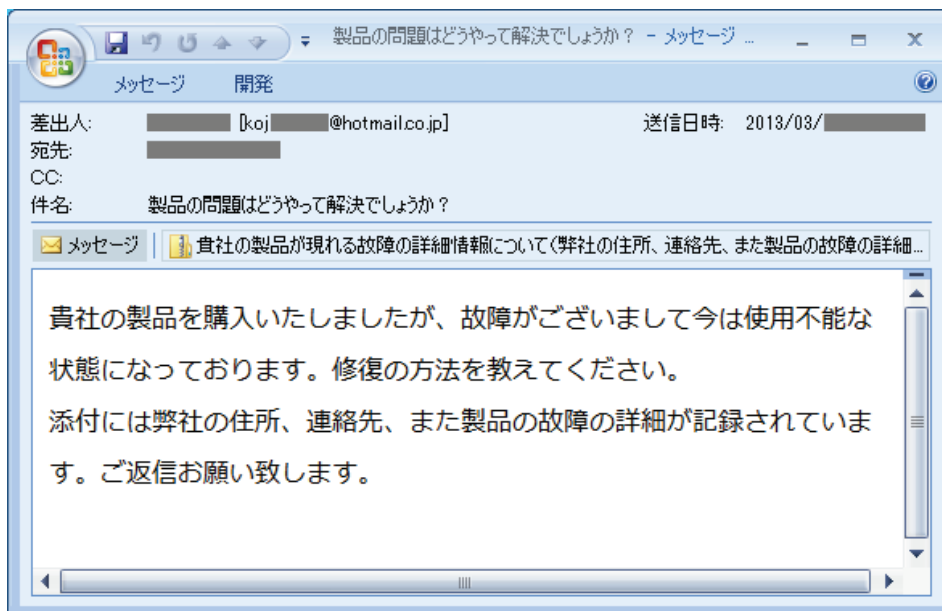 製品の問題はどうやって解決でしょうか? - メッセージ ...
メッセージ 開発
差出人: [koj @hotmail.co.jp] 送信日時: 2013/03/
宛先:
CC:
件名: 製品の問題はどうやって解決でしょうか?
メッセージ 貴社の製品が現れる故障の詳細情報について(弊社の住所、連絡先、また製品の故障の詳細...
貴社の製品を購入いたしましたが、故障がございまして今は使用不能な
状態になっております。修復の方法を教えてください。
添付には弊社の住所、連絡先、また製品の故障の詳細が記録されていま
す。ご返信お願い致します。